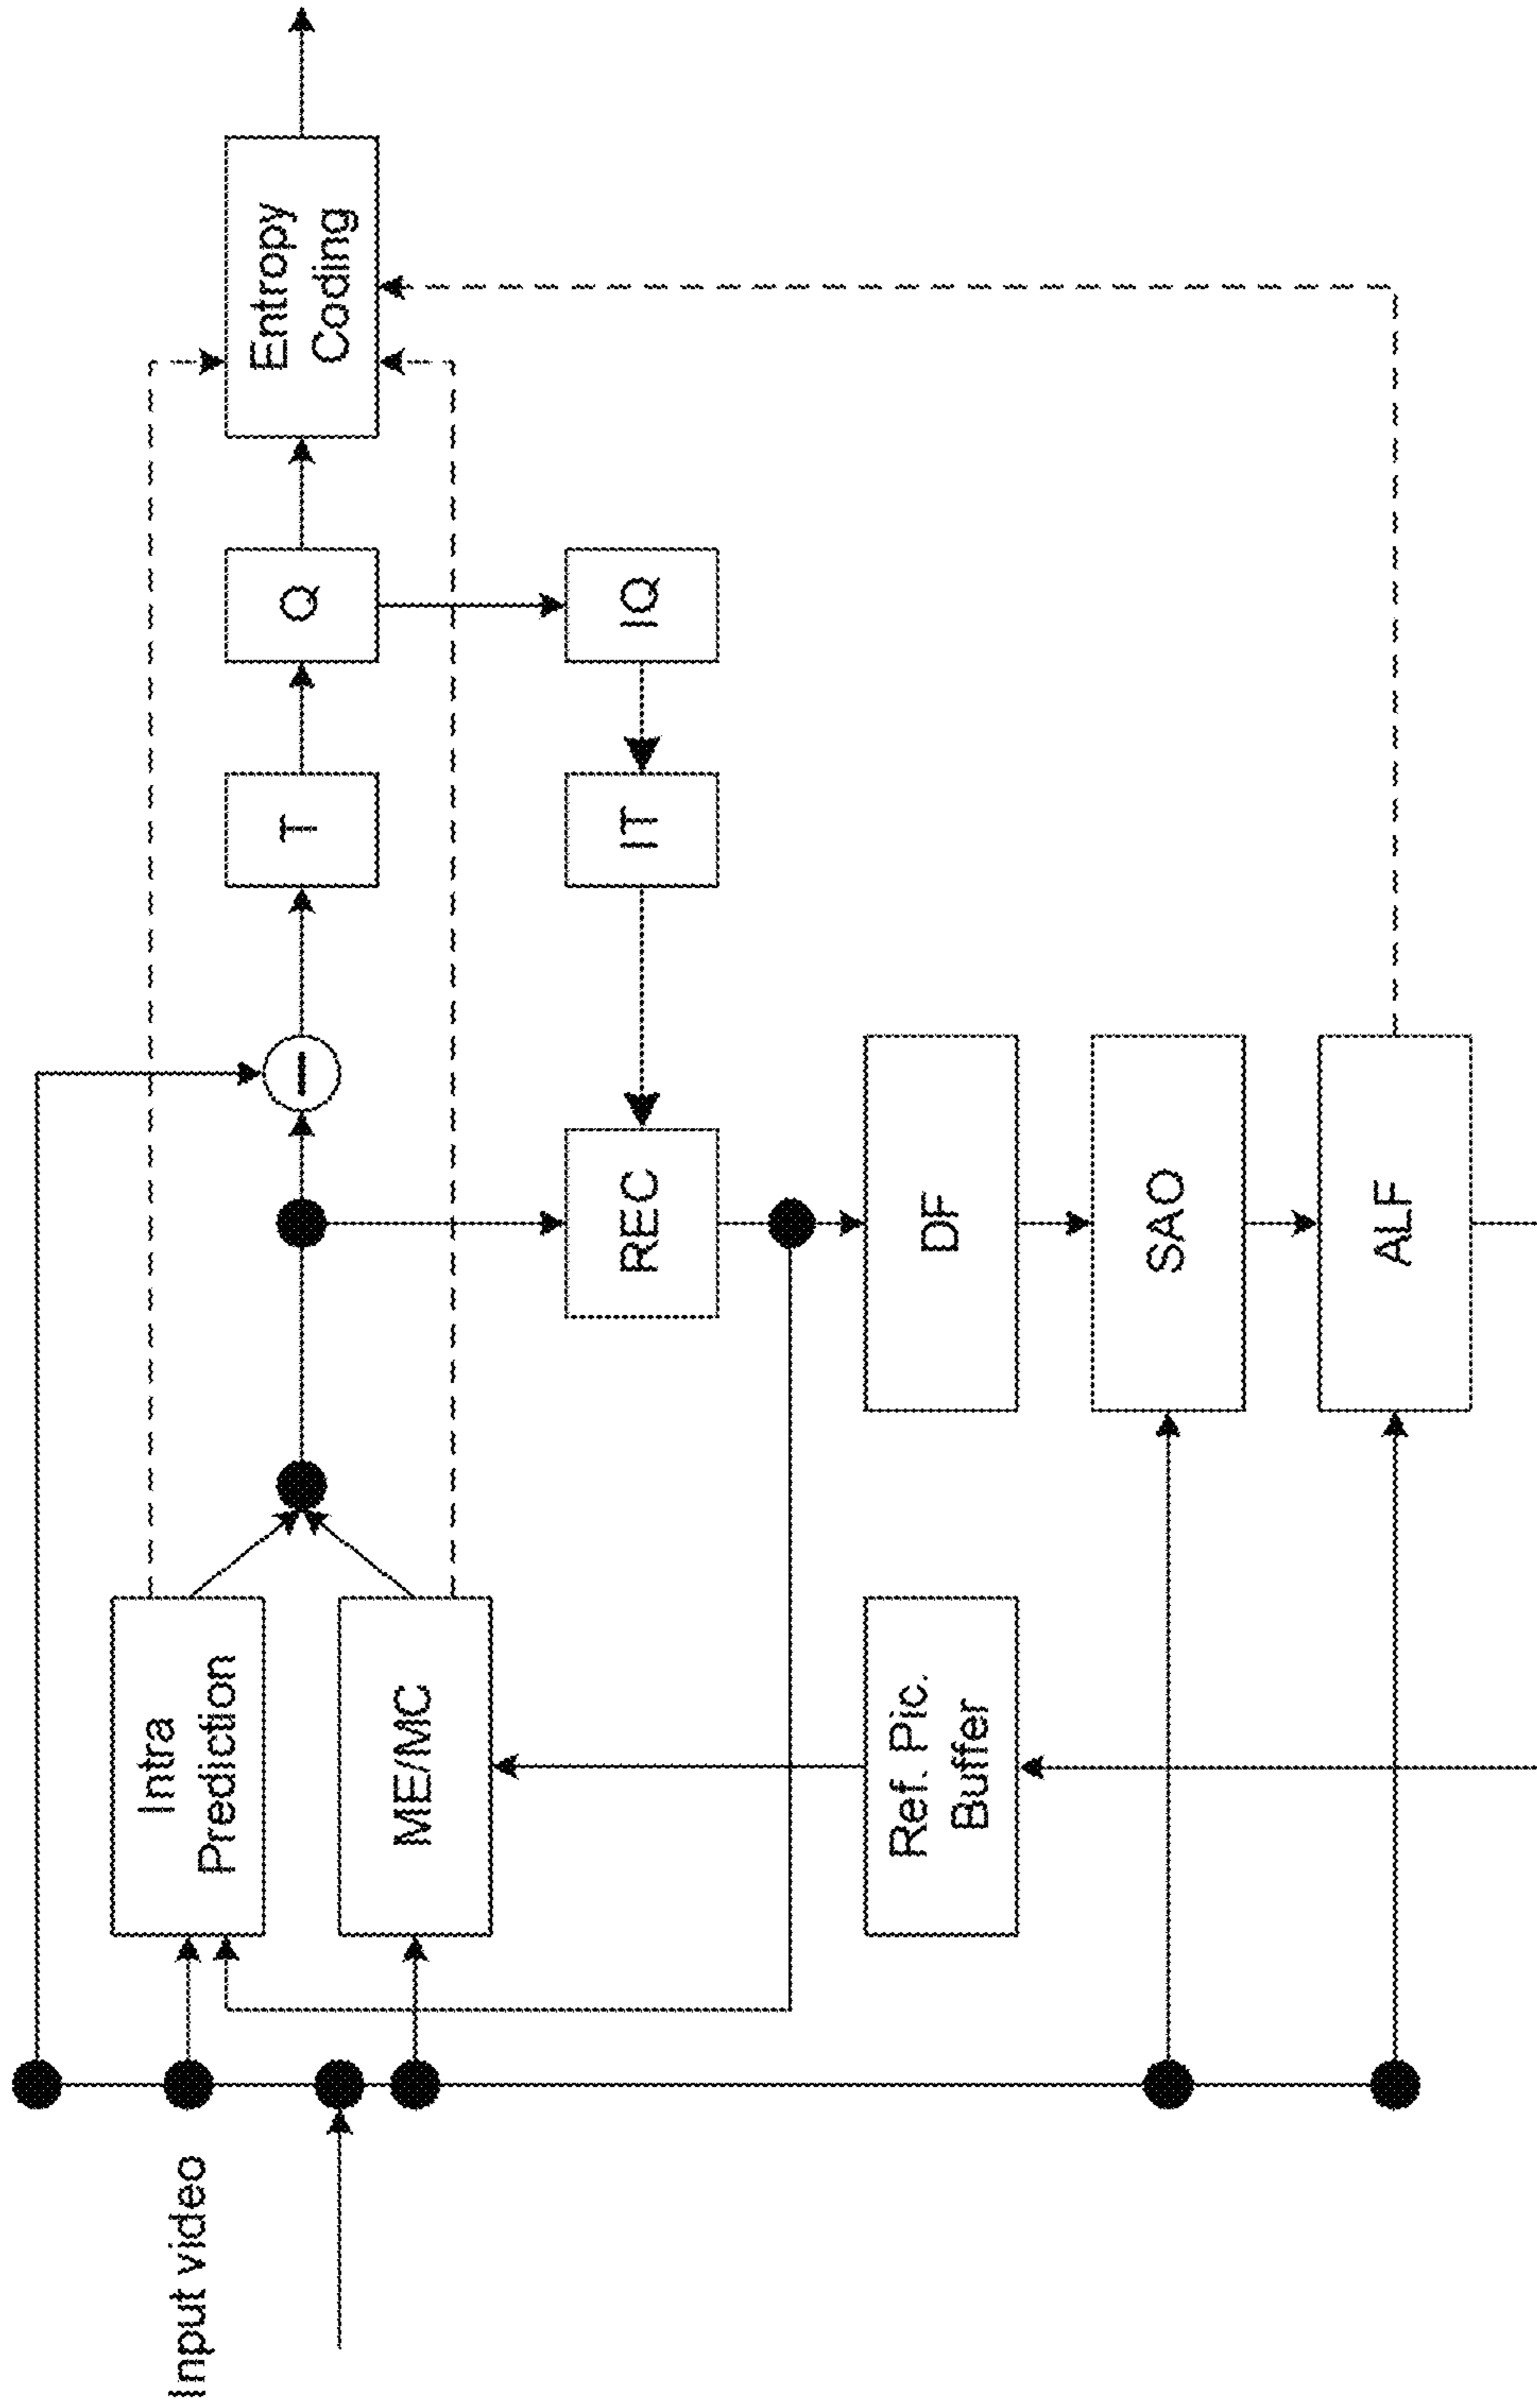 Input video
Intra
Prediction
ME/MC
T
Q
Entropy
Coding
IQ
IT
REC
Ref. Pic.
Buffer
DF
SAO
ALF